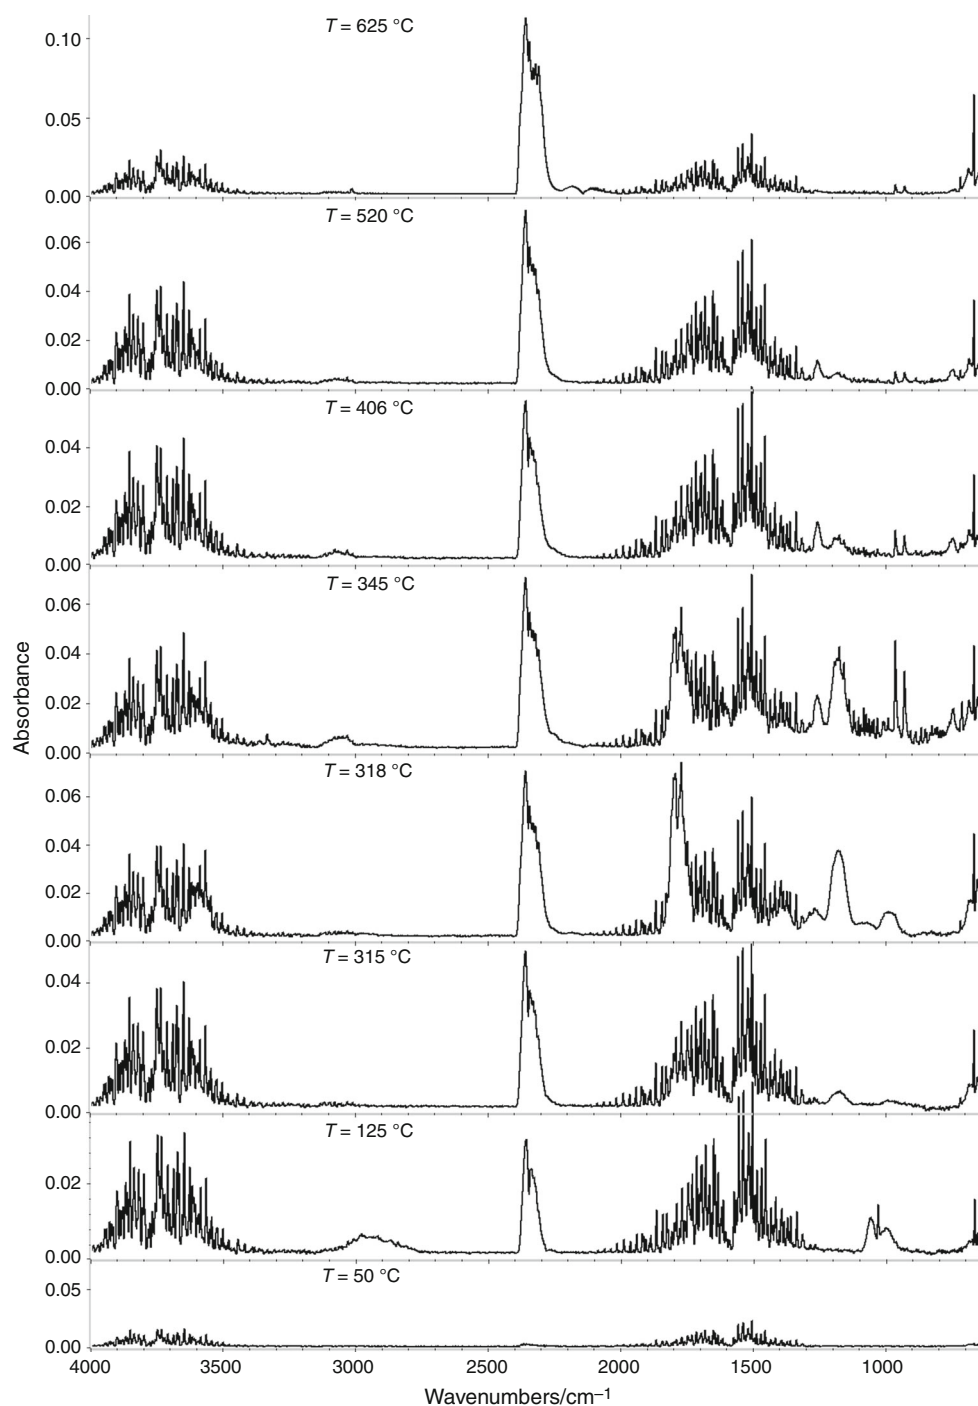 T = 625 °C
0.10
0.05
0.00
T = 520 °C
0.06
0.04
0.02
0.00
T = 406 °C
0.04
0.02
0.00
T = 345 °C
0.06
0.04
0.02
0.00
Absorbance
T = 318 °C
0.06
0.04
0.02
0.00
T = 315 °C
0.04
0.02
0.00
T = 125 °C
0.02
0.00
T = 50 °C
0.05
0.00
4000 3500 3000 2500 2000 1500 1000
Wavenumbers/cm–1